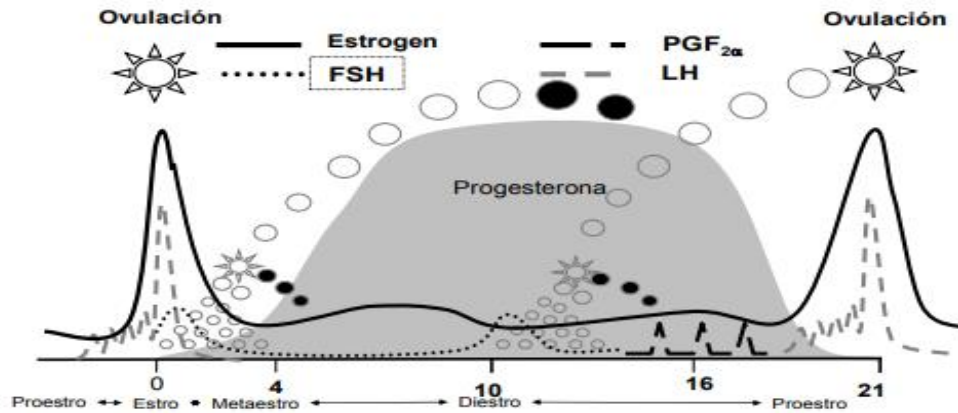 Ovulación
Ovulación
Estrogen
PGF2α
FSH
LH
Progesterona
0
4
10
16
21
Proestro
Estro
Metaestro
Diestro
Proestro